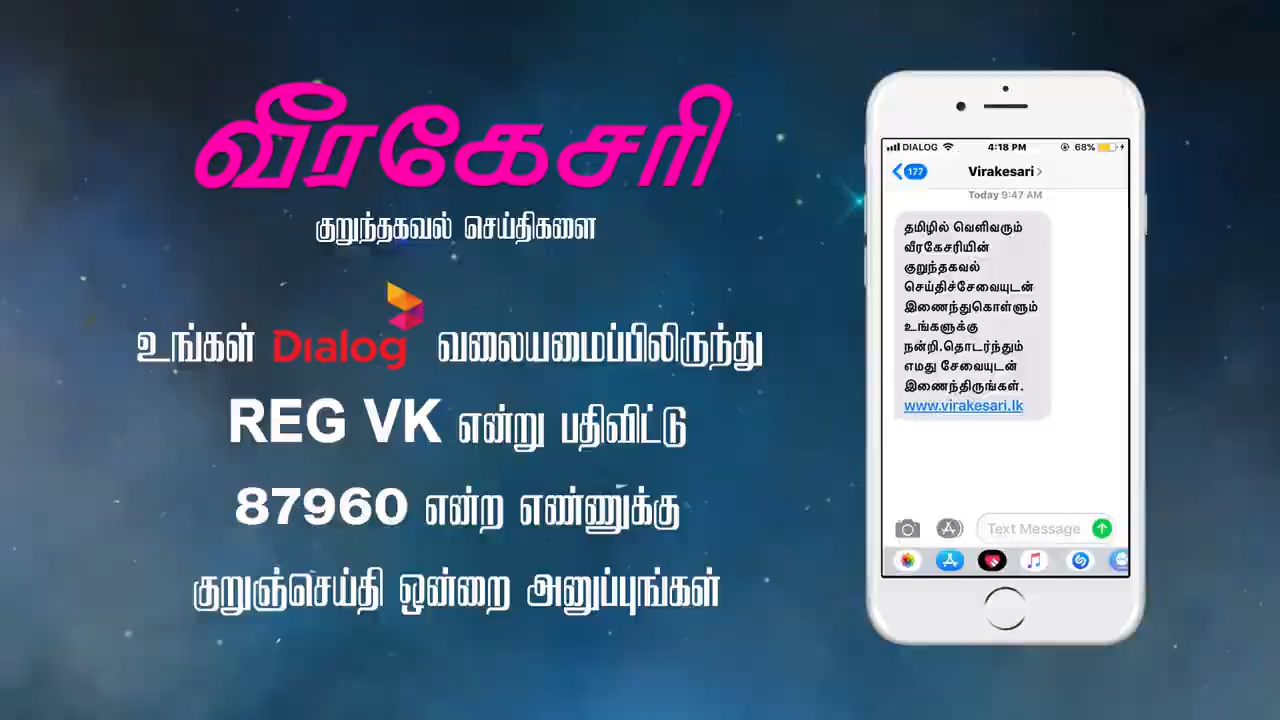 வீரகேசரி
குறுந்தகவல் செய்திகளை
உங்கள் Dialog வலையமைப்பிலிருந்து
REG VK என்று பதிவிட்டு
87960 என்ற எண்ணுக்கு
குறுஞ்செய்தி ஒன்றை அனுப்புங்கள்
DIALOG 4:18 PM 68%
177 Virakesari
Today 9:47 AM
தமிழில் வெளிவரும்
வீரகேசரியின்
குறுந்தகவல்
செய்திச்சேவையுடன்
இணைந்துகொள்ளும்
உங்களுக்கு
நன்றி.தொடர்ந்தும்
எமது சேவையுடன்
இணைந்திருங்கள்.
www.virakesari.lk
Text Message